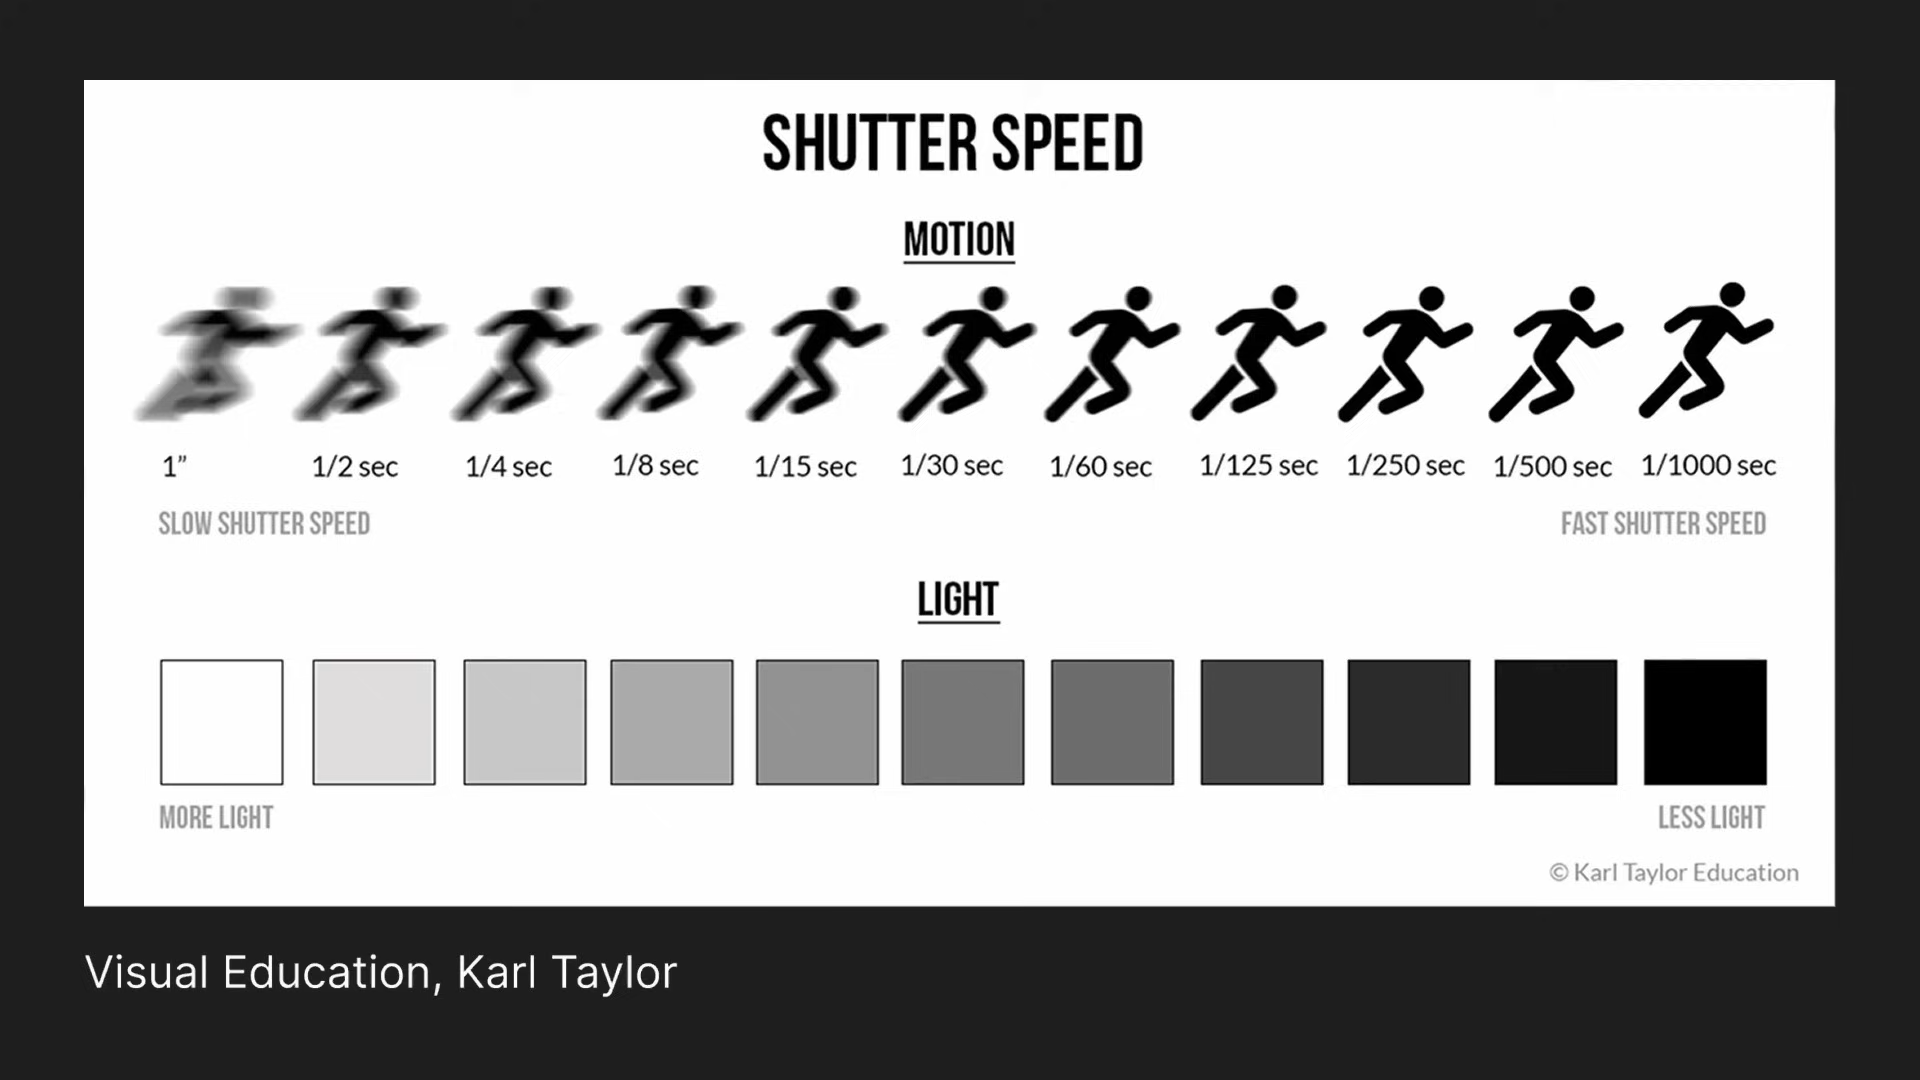 SHUTTER SPEED
MOTION
1” 1/2 sec 1/4 sec 1/8 sec 1/15 sec 1/30 sec 1/60 sec 1/125 sec 1/250 sec 1/500 sec 1/1000 sec
SLOW SHUTTER SPEED FAST SHUTTER SPEED
LIGHT
MORE LIGHT LESS LIGHT
© Karl Taylor Education
Visual Education, Karl Taylor